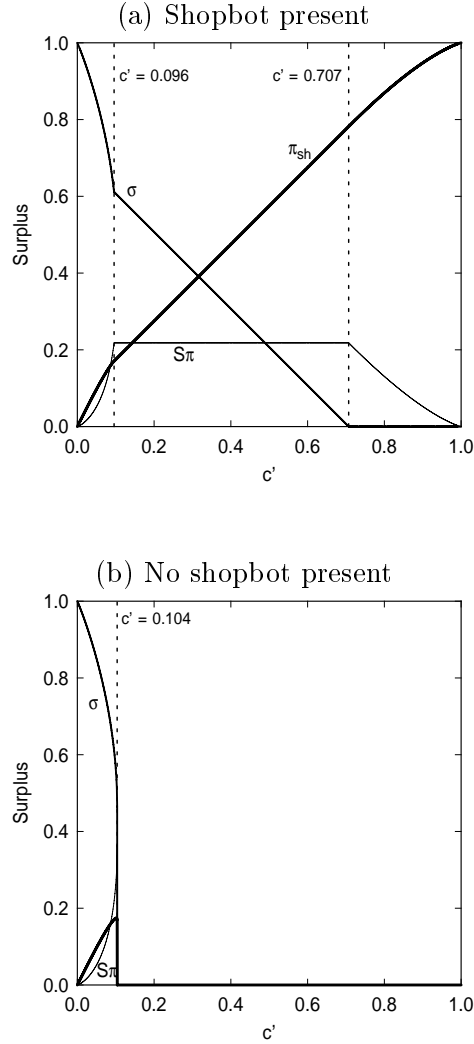 (a) Shopbot present
1.0
c' = 0.096
c' = 0.707
0.8
πsh
0.6
σ
Surplus
0.4
0.2
Sπ
0.0
0.0 0.2 0.4 0.6 0.8 1.0
c'
(b) No shopbot present
1.0
c' = 0.104
0.8
σ
0.6
Surplus
0.4
0.2
Sπ
0.0
0.0 0.2 0.4 0.6 0.8 1.0
c'